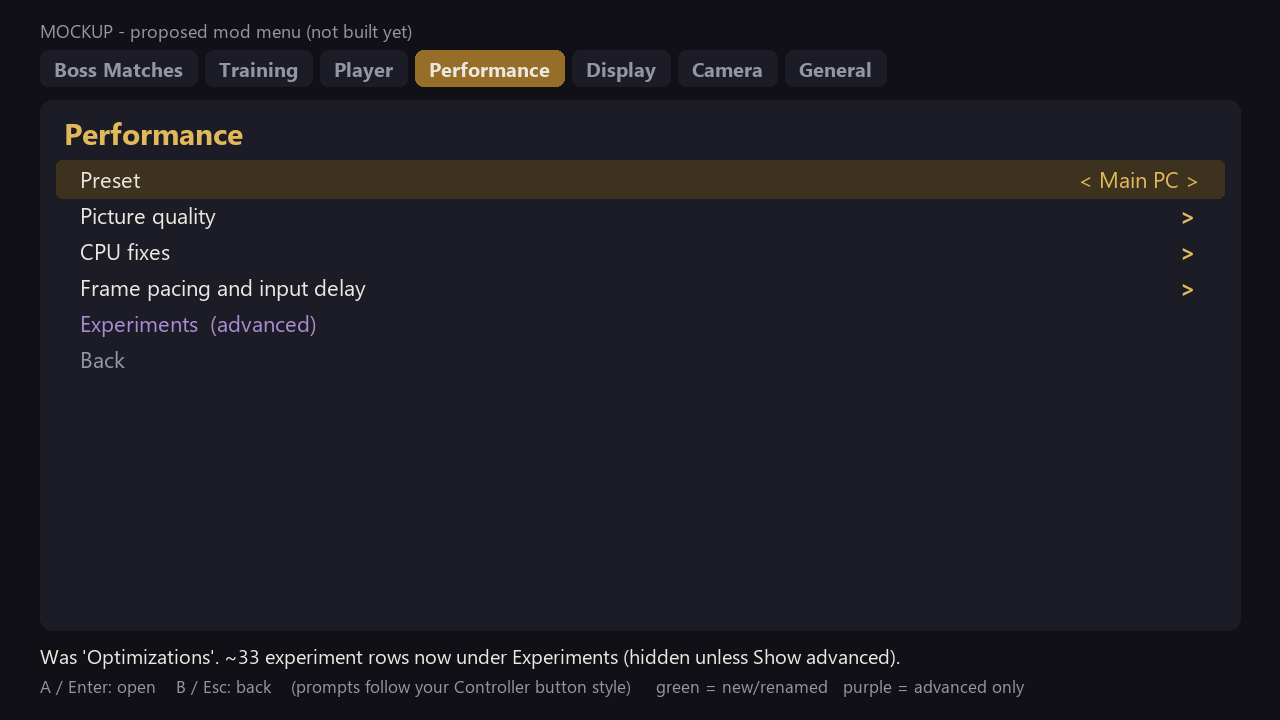 MOCKUP - proposed mod menu (not built yet)
Boss Matches Training Player Performance Display Camera General
Performance
Preset < Main PC >
Picture quality >
CPU fixes >
Frame pacing and input delay >
Experiments (advanced)
Back
Was 'Optimizations'. ~33 experiment rows now under Experiments (hidden unless Show advanced).
A / Enter: open B / Esc: back (prompts follow your Controller button style) green = new/renamed purple = advanced only